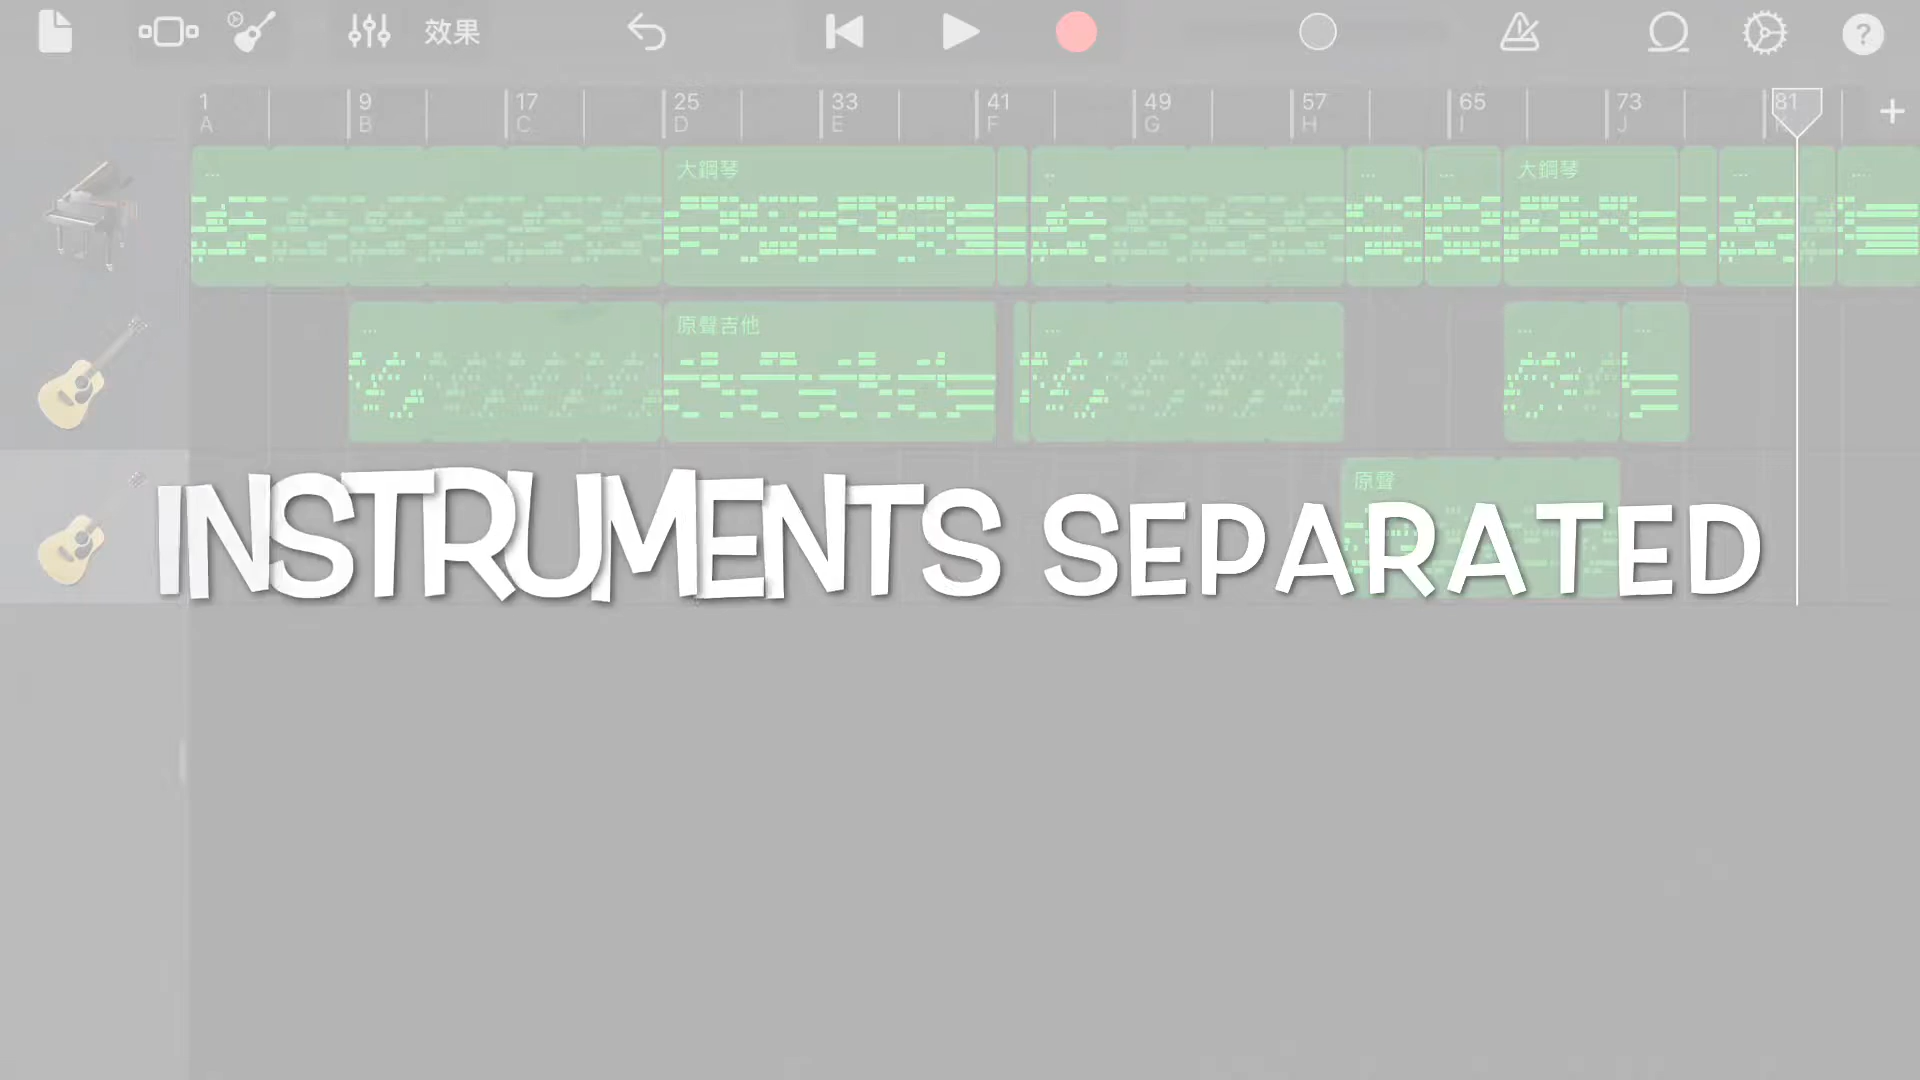 效果
?
1 9 17 25 33 41 49 57 65 73 81 +
A B C D E F G H I J K
... 大鋼琴 .. ... ... 大鋼琴 ... ...
... 原聲吉他 ... ... ...
原聲
INSTRUMENTS SEPARATED